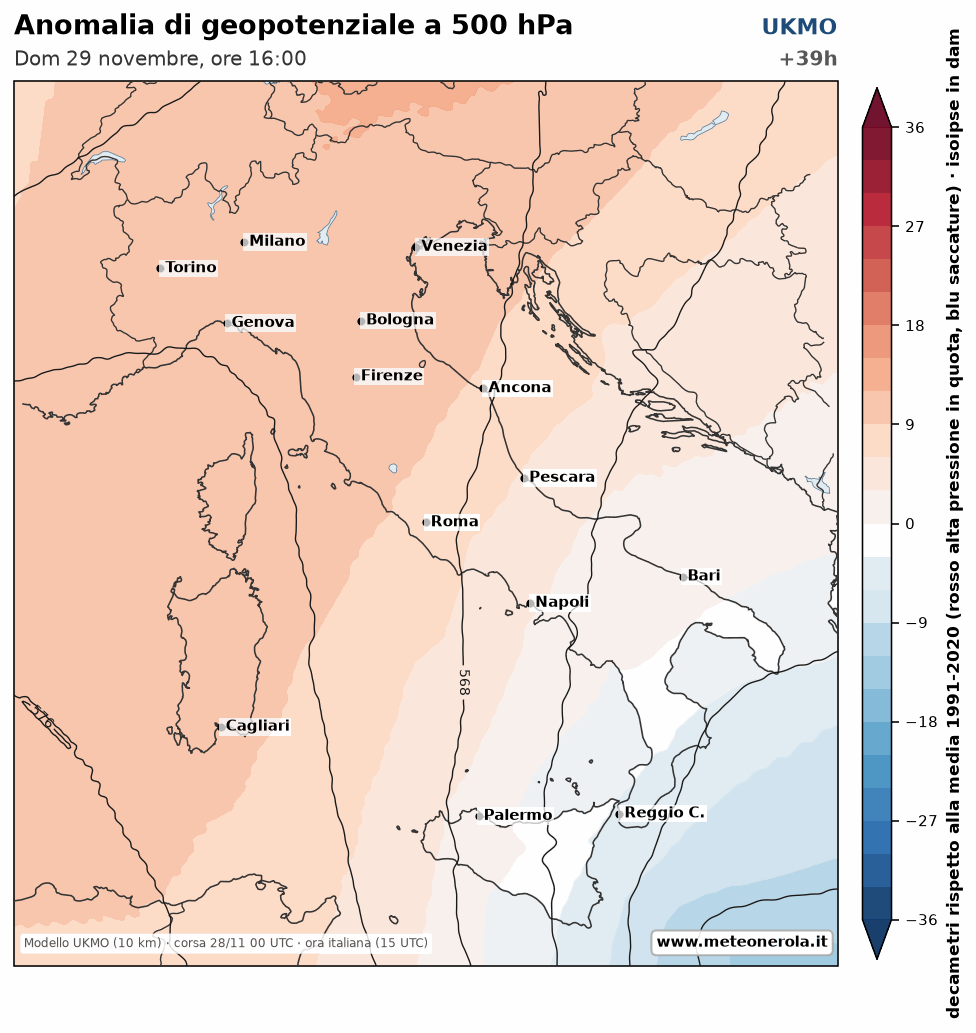 Anomalia di geopotenziale a 500 hPa
UKMO
Dom 29 novembre, ore 16:00
+39h
Milano
Venezia
Torino
Genova
Bologna
Firenze
Ancona
Pescara
Roma
Bari
Napoli
568
576
Cagliari
Palermo
Reggio C.
Modello UKMO (10 km) · corsa 28/11 00 UTC · ora italiana (15 UTC)
www.meteonerola.it
36
27
18
9
0
−9
−18
−27
−36
decametri rispetto alla media 1991-2020 (rosso alta pressione in quota, blu saccature) · isoipse in dam